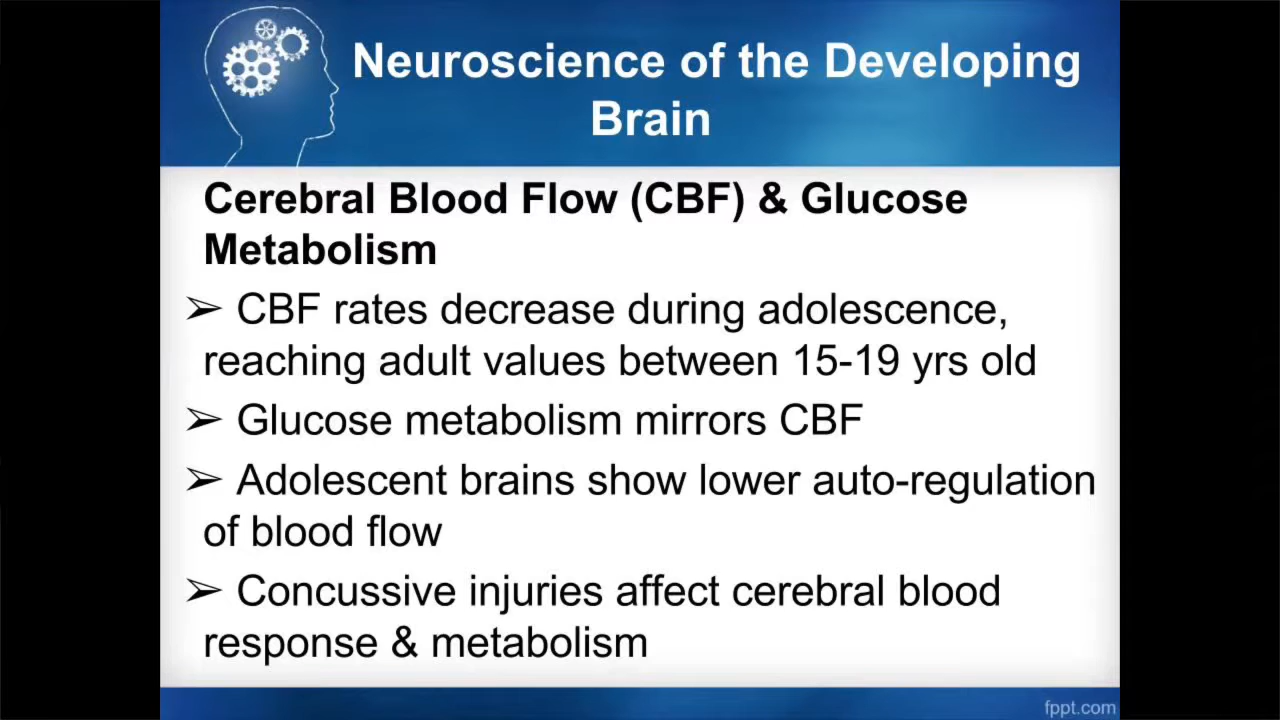 Neuroscience of the Developing
Brain
Cerebral Blood Flow (CBF) & Glucose
Metabolism
➢ CBF rates decrease during adolescence,
reaching adult values between 15-19 yrs old
➢ Glucose metabolism mirrors CBF
➢ Adolescent brains show lower auto-regulation
of blood flow
➢ Concussive injuries affect cerebral blood
response & metabolism
fppt.com